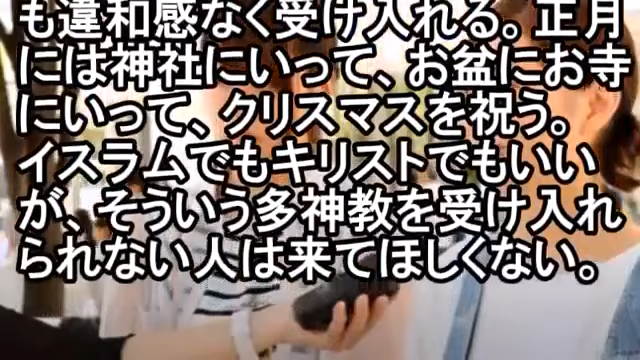 も違和感なく受け入れる。正月
には神社にいって、お盆にお寺
にいって、クリスマスを祝う。
イスラムでもキリストでもいい
が、そういう多神教を受け入れ
られない人は来てほしくない。